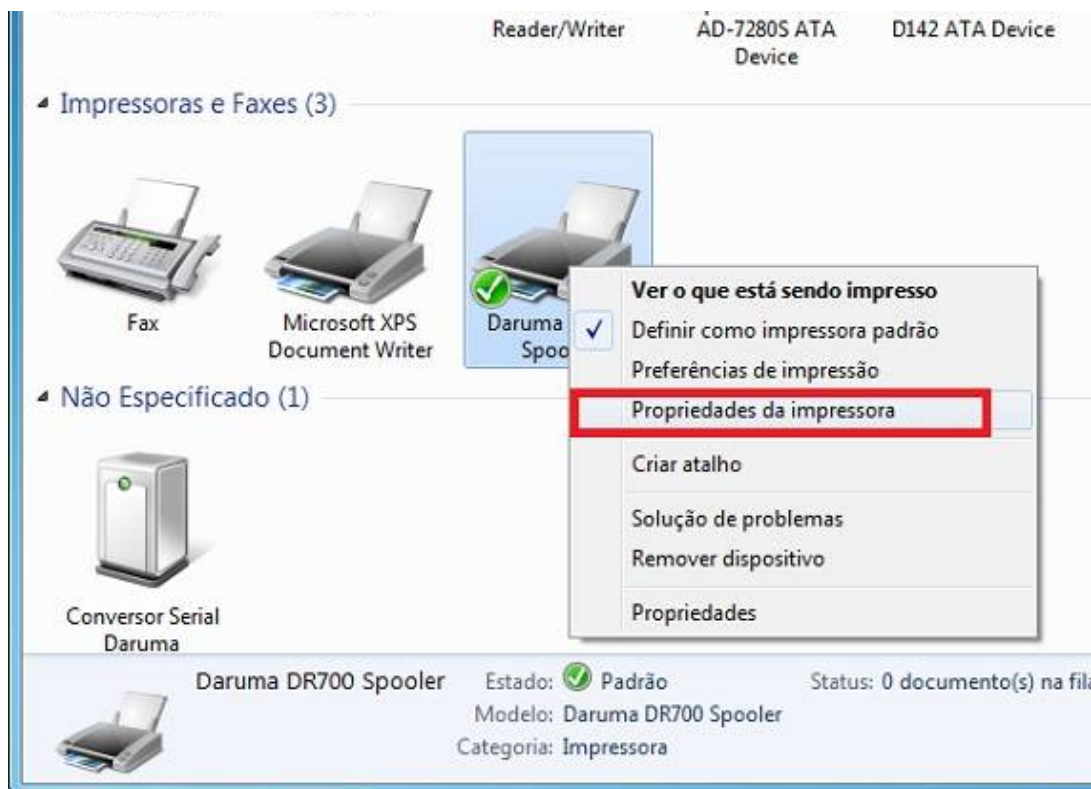 Reader/Writer
AD-7280S ATA
Device
D142 ATA Device
Impressoras e Faxes (3)
Fax
Microsoft XPS
Document Writer
Daruma
Spoo
Ver o que está sendo impresso
Definir como impressora padrão
Preferências de impressão
Propriedades da impressora
Criar atalho
Solução de problemas
Remover dispositivo
Propriedades
Não Especificado (1)
Conversor Serial
Daruma
Daruma DR700 Spooler
Estado: Padrão
Status: 0 documento(s) na fila
Modelo: Daruma DR700 Spooler
Categoria: Impressora